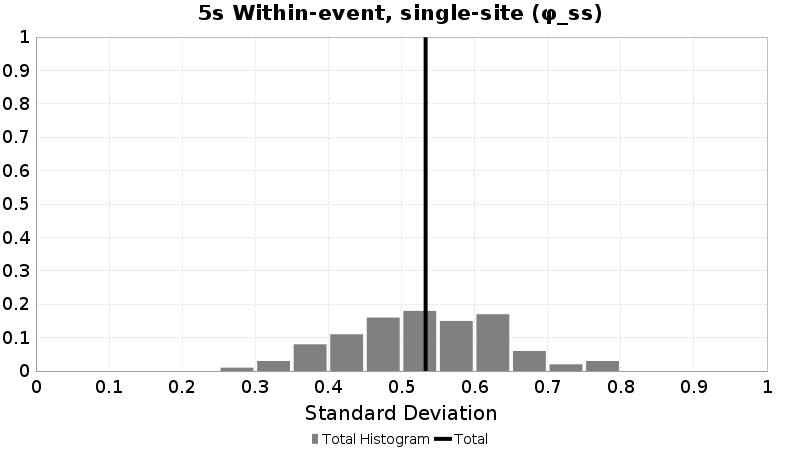 5s Within-event, single-site (φ_ss)
1
0.9
0.8
0.7
0.6
0.5
0.4
0.3
0.2
0.1
0
0 0.1 0.2 0.3 0.4 0.5 0.6 0.7 0.8 0.9 1
Standard Deviation
Total Histogram Total